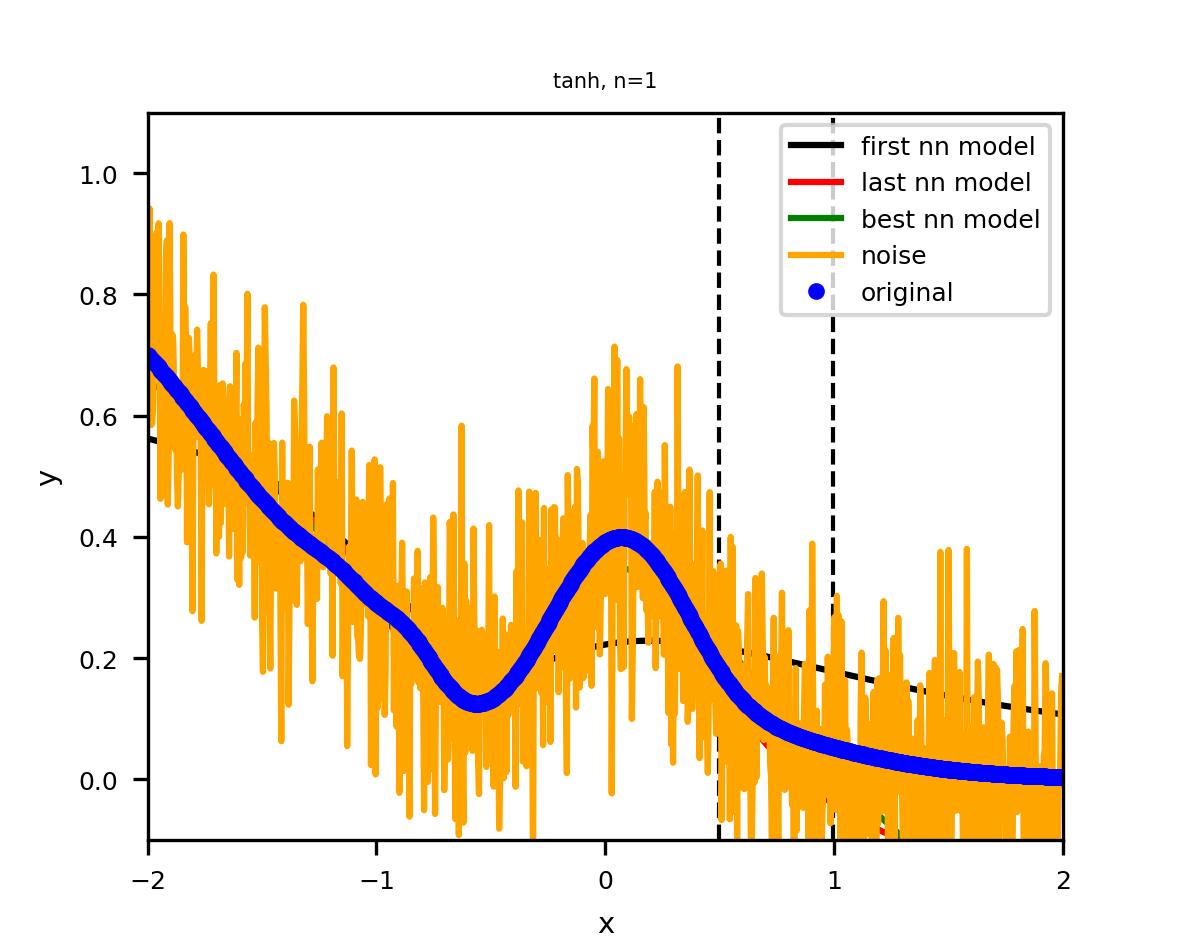 tanh, n=1
first nn model
last nn model
best nn model
noise
original
1.0
0.8
0.6
0.4
0.2
0.0
y
−2
−1
0
1
2
x